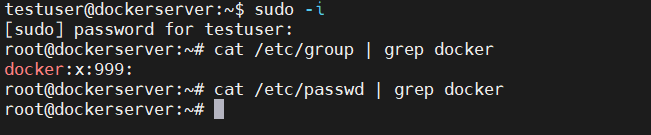 testuser@dockerserver:~$ sudo -i
[sudo] password for testuser:
root@dockerserver:~# cat /etc/group | grep docker
docker:x:999:
root@dockerserver:~# cat /etc/passwd | grep docker
root@dockerserver:~#